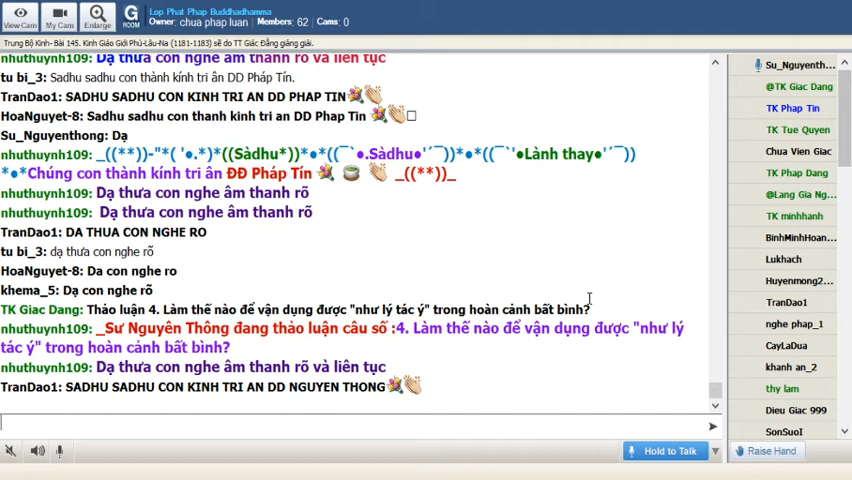 View Cam
My Cam
Enlarge
G
ROOM
Lop Phat Phap Buddhadhamma
Owner: chua phap luan Members: 62 Cams: 0
Trung Bộ Kinh- Bài 145. Kinh Giáo Giới Phú-Lâu-Na (1181-1183) sẽ do TT Giác Đẳng giảng giải.
nhuthuynh109: Dạ thưa con nghe âm thanh rõ và liên tục
tu bi_3: Sadhu sadhu con thành kính tri ân DD Pháp Tín.
TranDao1: SADHU SADHU CON KINH TRI AN DD PHAP TIN
HoaNguyet-8: Sadhu sadhu con thanh kinh tri an DD Phap Tin
Su_Nguyenthong: Dạ
nhuthuynh109: _((**))-"*( '●.*)*((Sàdhu*))*●*((¯`●.Sàdhu●'´¯))*●*((¯`'●Lành thay●'´¯))
*●*Chúng con thành kính tri ân ĐĐ Pháp Tín _((**))_
nhuthuynh109: Dạ thưa con nghe âm thanh rõ
nhuthuynh109: Dạ thưa con nghe âm thanh rõ
TranDao1: DA THUA CON NGHE RO
tu bi_3: dạ thưa con nghe rõ
HoaNguyet-8: Da con nghe ro
khema_5: Dạ con nghe rõ
TK Giac Dang: Thảo luận 4. Làm thế nào để vận dụng được "như lý tác ý" trong hoàn cảnh bất bình?
nhuthuynh109: _Sư Nguyên Thông đang thảo luận câu số :4. Làm thế nào để vận dụng được "như lý
tác ý" trong hoàn cảnh bất bình?
nhuthuynh109: Dạ thưa con nghe âm thanh rõ và liên tục
TranDao1: SADHU SADHU CON KINH TRI AN DD NGUYEN THONG
Su_Nguyenth...
@TK Giac Dang
TK Phap Tin
TK Tue Quyen
Chua Vien Giac
TK Phap Dang
@Lang Gia Ng...
TK minhhanh
BinhMinhHoan...
Lukhach
Huyenmong2...
TranDao1
nghe phap_1
CayLaDua
khanh an_2
thy lam
Dieu Giac 999
SonSuoI
Hold to Talk
Raise Hand